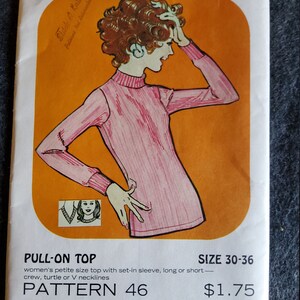 PULL-ON TOP SIZE 30-36
women's petite size top with set-in sleeve, long or short —
crew, turtle or V necklines
PATTERN 46 $1.75